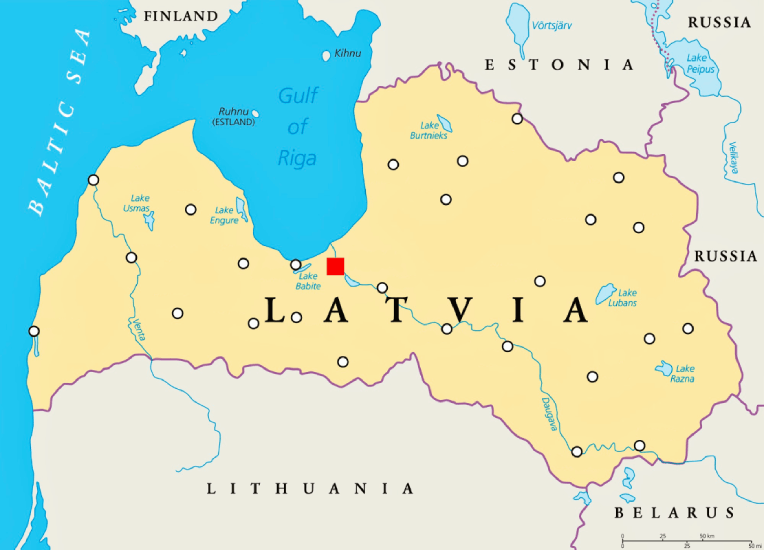 FINLAND
RUSSIA
BALTIC SEA
Kihnu
Võrtsjärv
ESTONIA
Lake
Peipus
Gulf
of
Riga
Ruhnu
(ESTLAND)
Lake
Burtnieks
Velikaya
Lake
Usmas
Lake
Engure
RUSSIA
Lake
Babite
LATVIA
Lake
Lubans
Venta
Lake
Razna
Daugava
LITHUANIA
BELARUS
0 25 50 km
0 25 50 mi